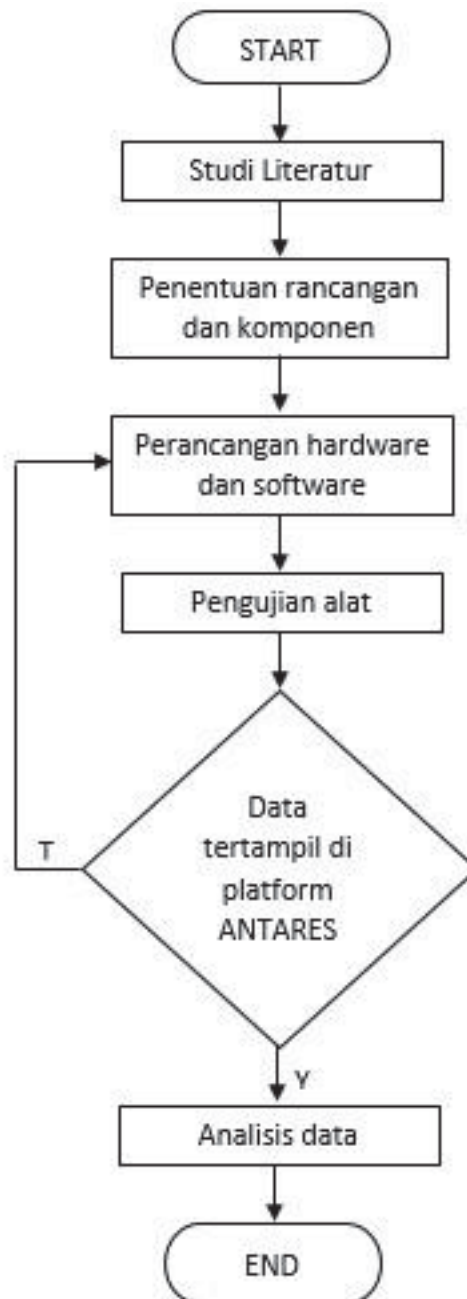 START
Studi Literatur
Penentuan rancangan
dan komponen
Perancangan hardware
dan software
Pengujian alat
Data
tertampil di
platform
ANTARES
T
Y
Analisis data
END